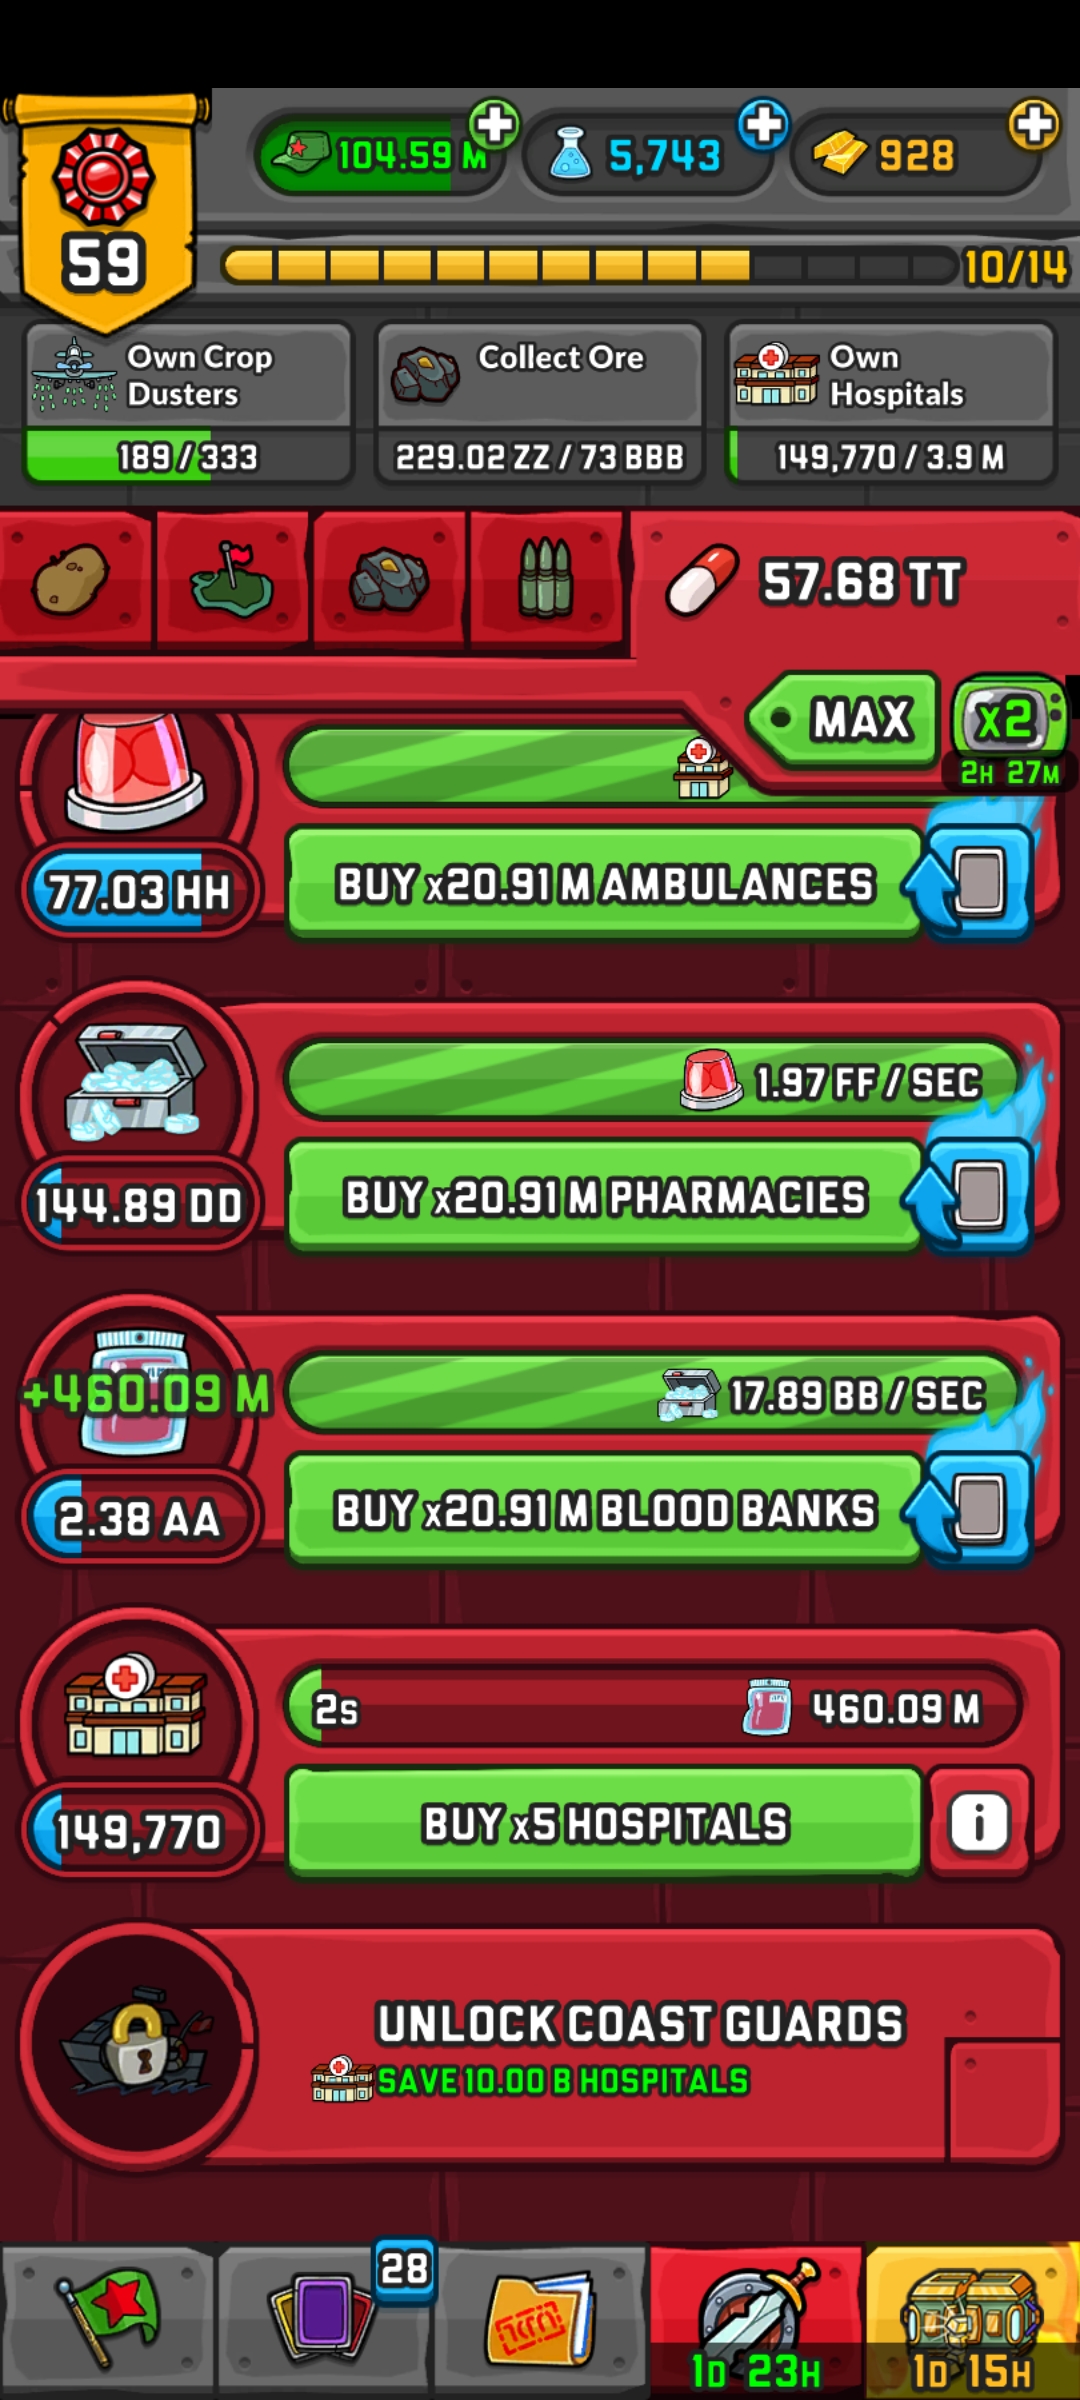 59
104.59 M
5,743
928
10/14
Own Crop
Dusters
189 / 333
Collect Ore
229.02 ZZ / 73 BBB
Own
Hospitals
149,770 / 3.9 M
57.68 TT
MAX
x2
2H 27M
77.03 HH
BUY x20.91 M AMBULANCES
1.97 FF / SEC
144.89 DD
BUY x20.91 M PHARMACIES
+460.09 M
17.89 BB / SEC
2.38 AA
BUY x20.91 M BLOOD BANKS
2s
460.09 M
149,770
BUY x5 HOSPITALS
i
UNLOCK COAST GUARDS
SAVE 10.00 B HOSPITALS
28
1D 23H
1D 15H